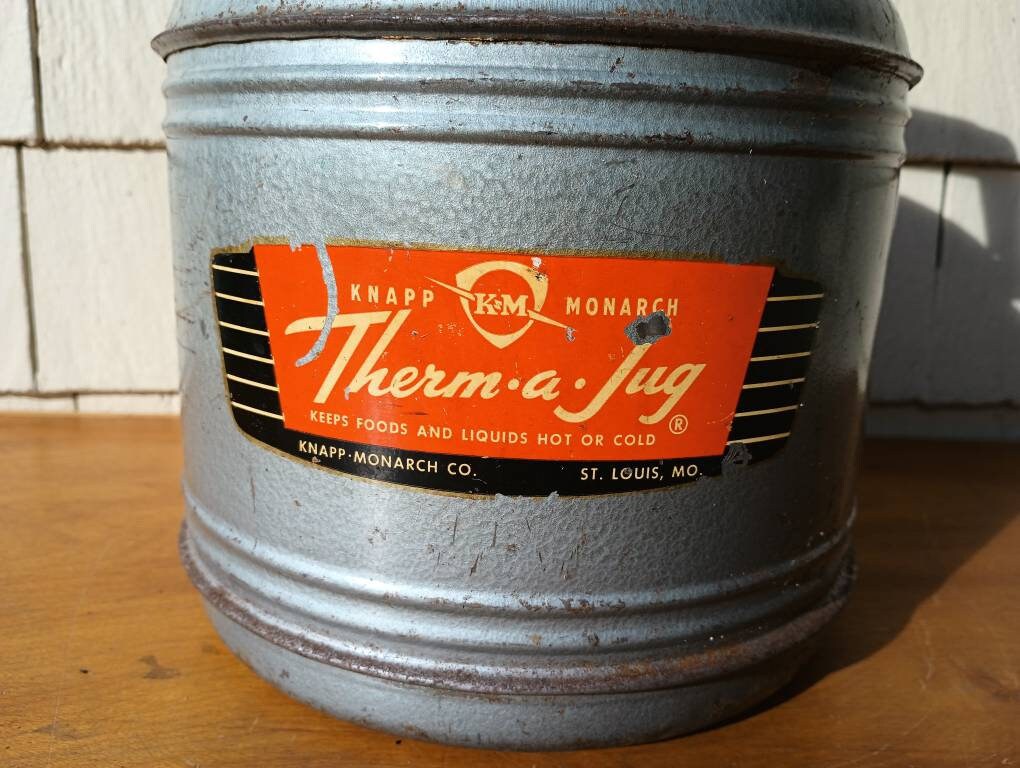 KNAPP K&M MONARCH
Therm·a·Jug®
KEEPS FOODS AND LIQUIDS HOT OR COLD
KNAPP·MONARCH CO. ST. LOUIS, MO.